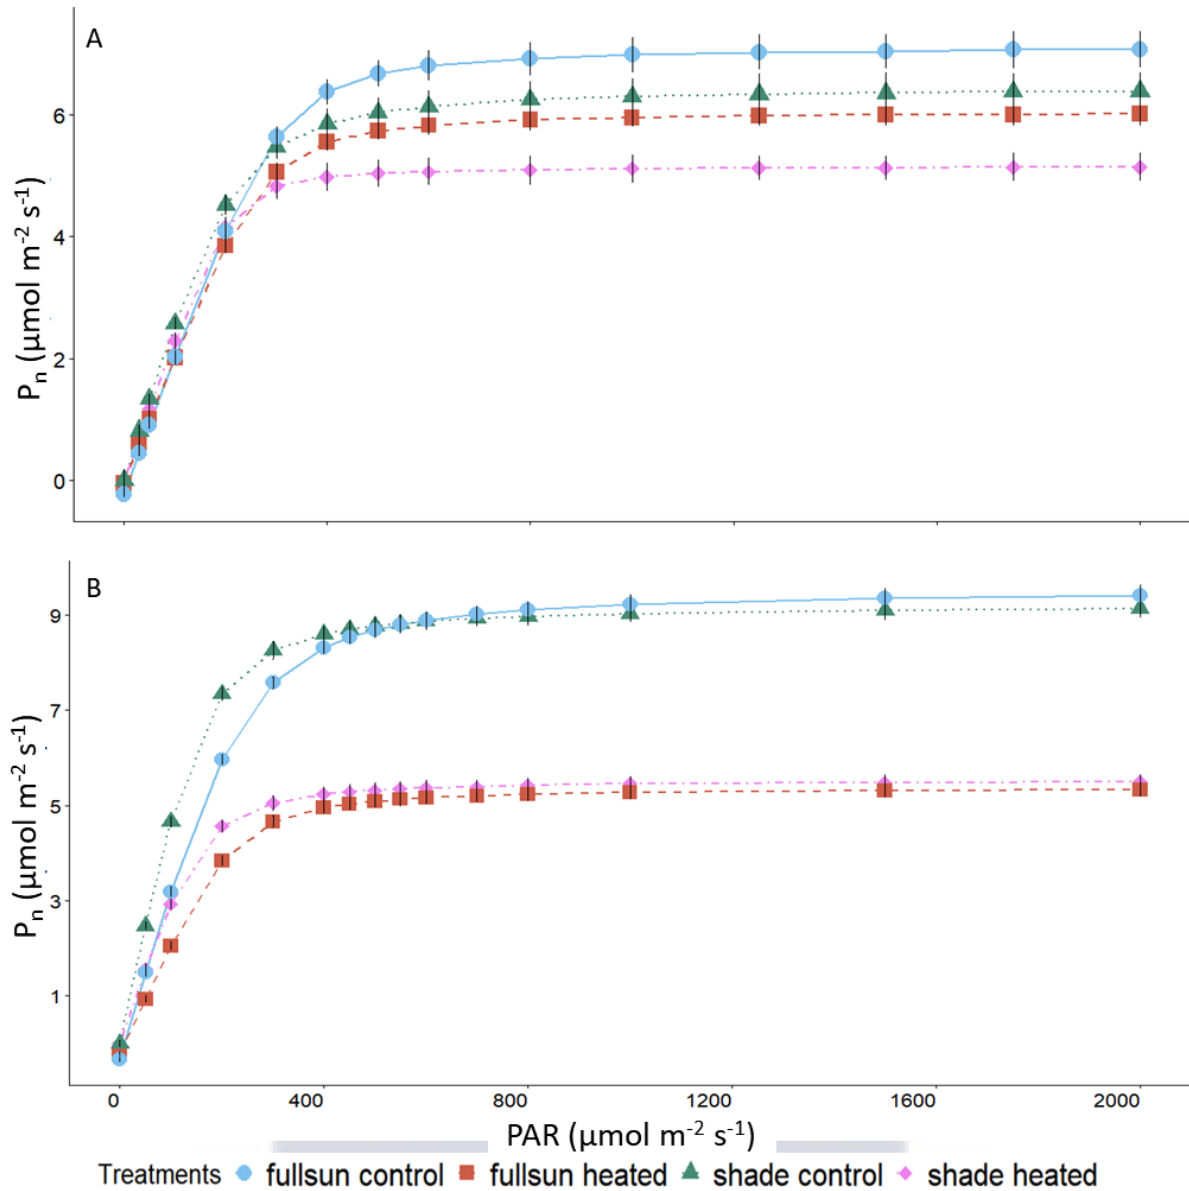 A
6
4
2
0
Pₙ (µmol m⁻² s⁻¹)
B
9
7
5
3
1
Pₙ (µmol m⁻² s⁻¹)
0 400 800 1200 1600 2000
PAR (µmol m⁻² s⁻¹)
Treatments fullsun control fullsun heated shade control shade heated